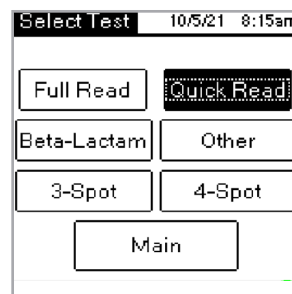 Select Test 10/5/21 8:15am
Full Read Quick Read
Beta-Lactam Other
3-Spot 4-Spot
Main